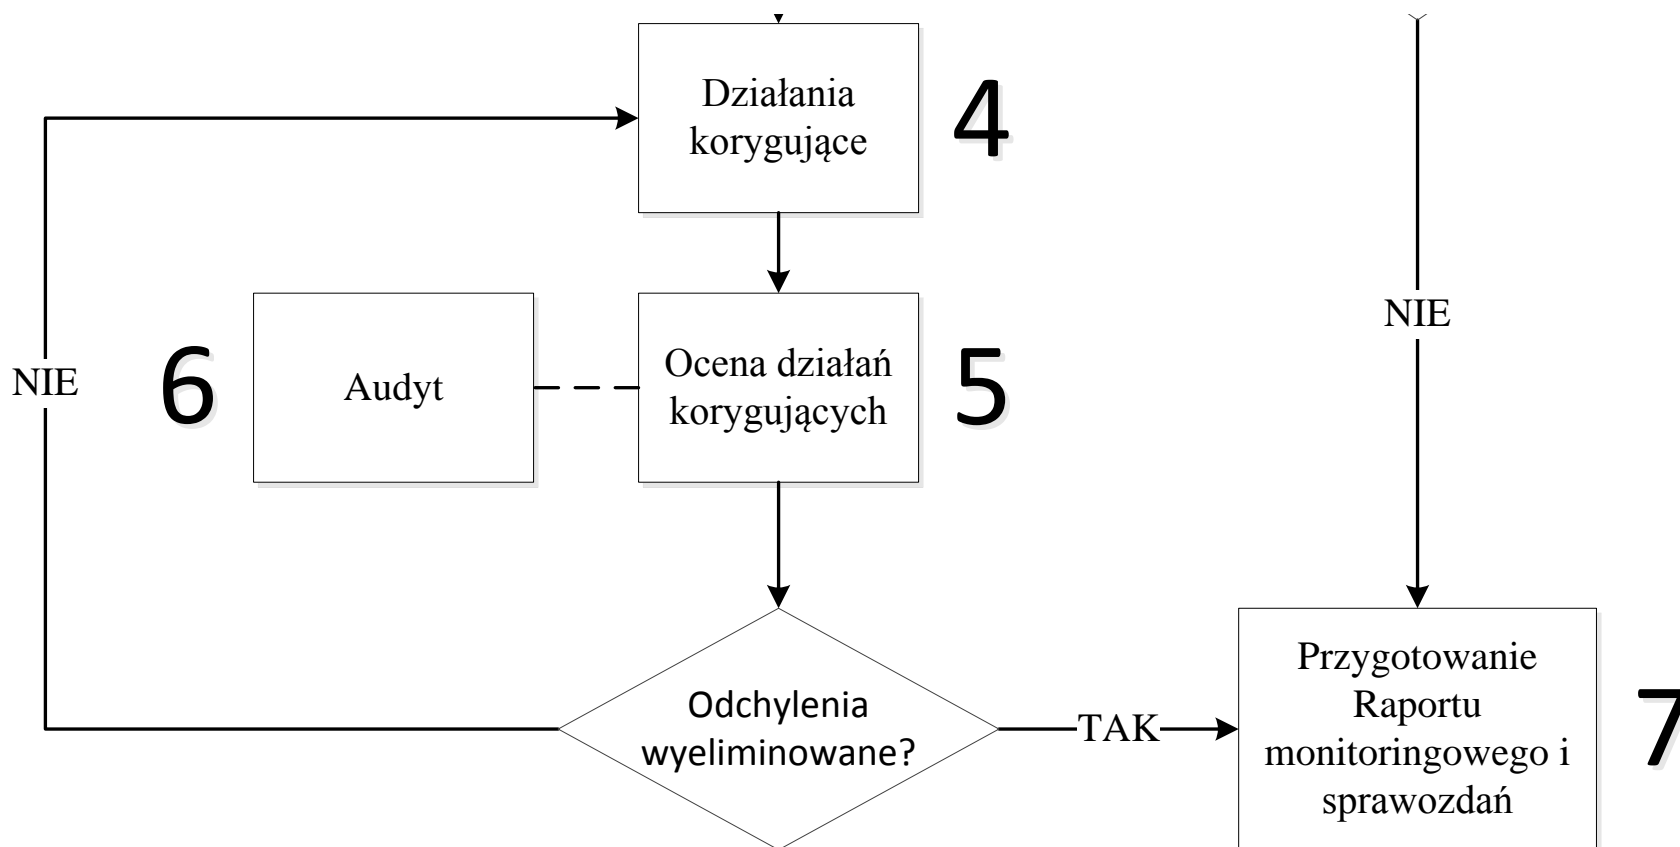 Działania
korygujące
4
NIE
NIE
6
Audyt
Ocena działań
korygujących
5
Odchylenia
wyeliminowane?
TAK
Przygotowanie
Raportu
monitoringowego i
sprawozdań
7